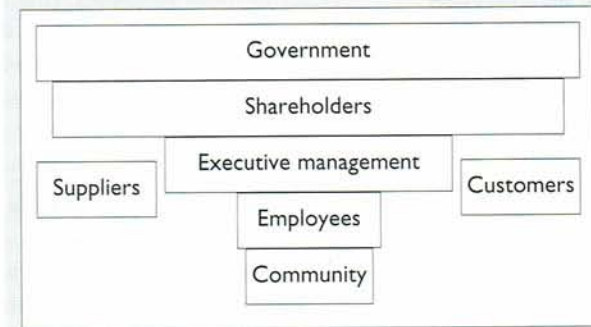 Government
Shareholders
Executive management
Suppliers
Customers
Employees
Community